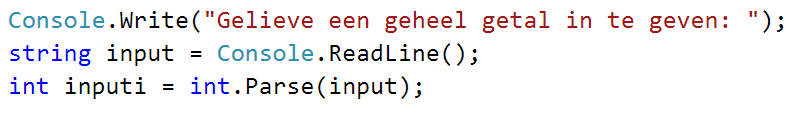 Console.Write("Gelieve een geheel getal in te geven: ");
string input = Console.ReadLine();
int inputi = int.Parse(input);